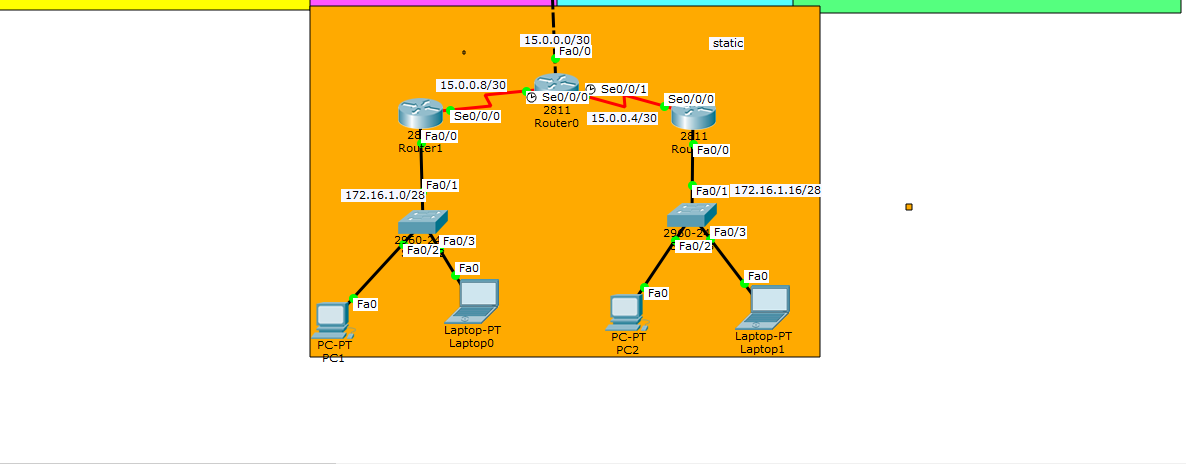 15.0.0.0/30
Fa0/0
static
15.0.0.8/30
Se0/0/0
Se0/0/1
Se0/0/0
Se0/0/0
15.0.0.4/30
2811
Router0
Fa0/0
Router1
2811
Fa0/0
Fa0/1
172.16.1.0/28
Fa0/1
172.16.1.16/28
Fa0/3
Fa0/2
Fa0/3
Fa0/2
Fa0
Fa0
Fa0
Fa0
PC-PT
PC1
Laptop-PT
Laptop0
PC-PT
PC2
Laptop-PT
Laptop1